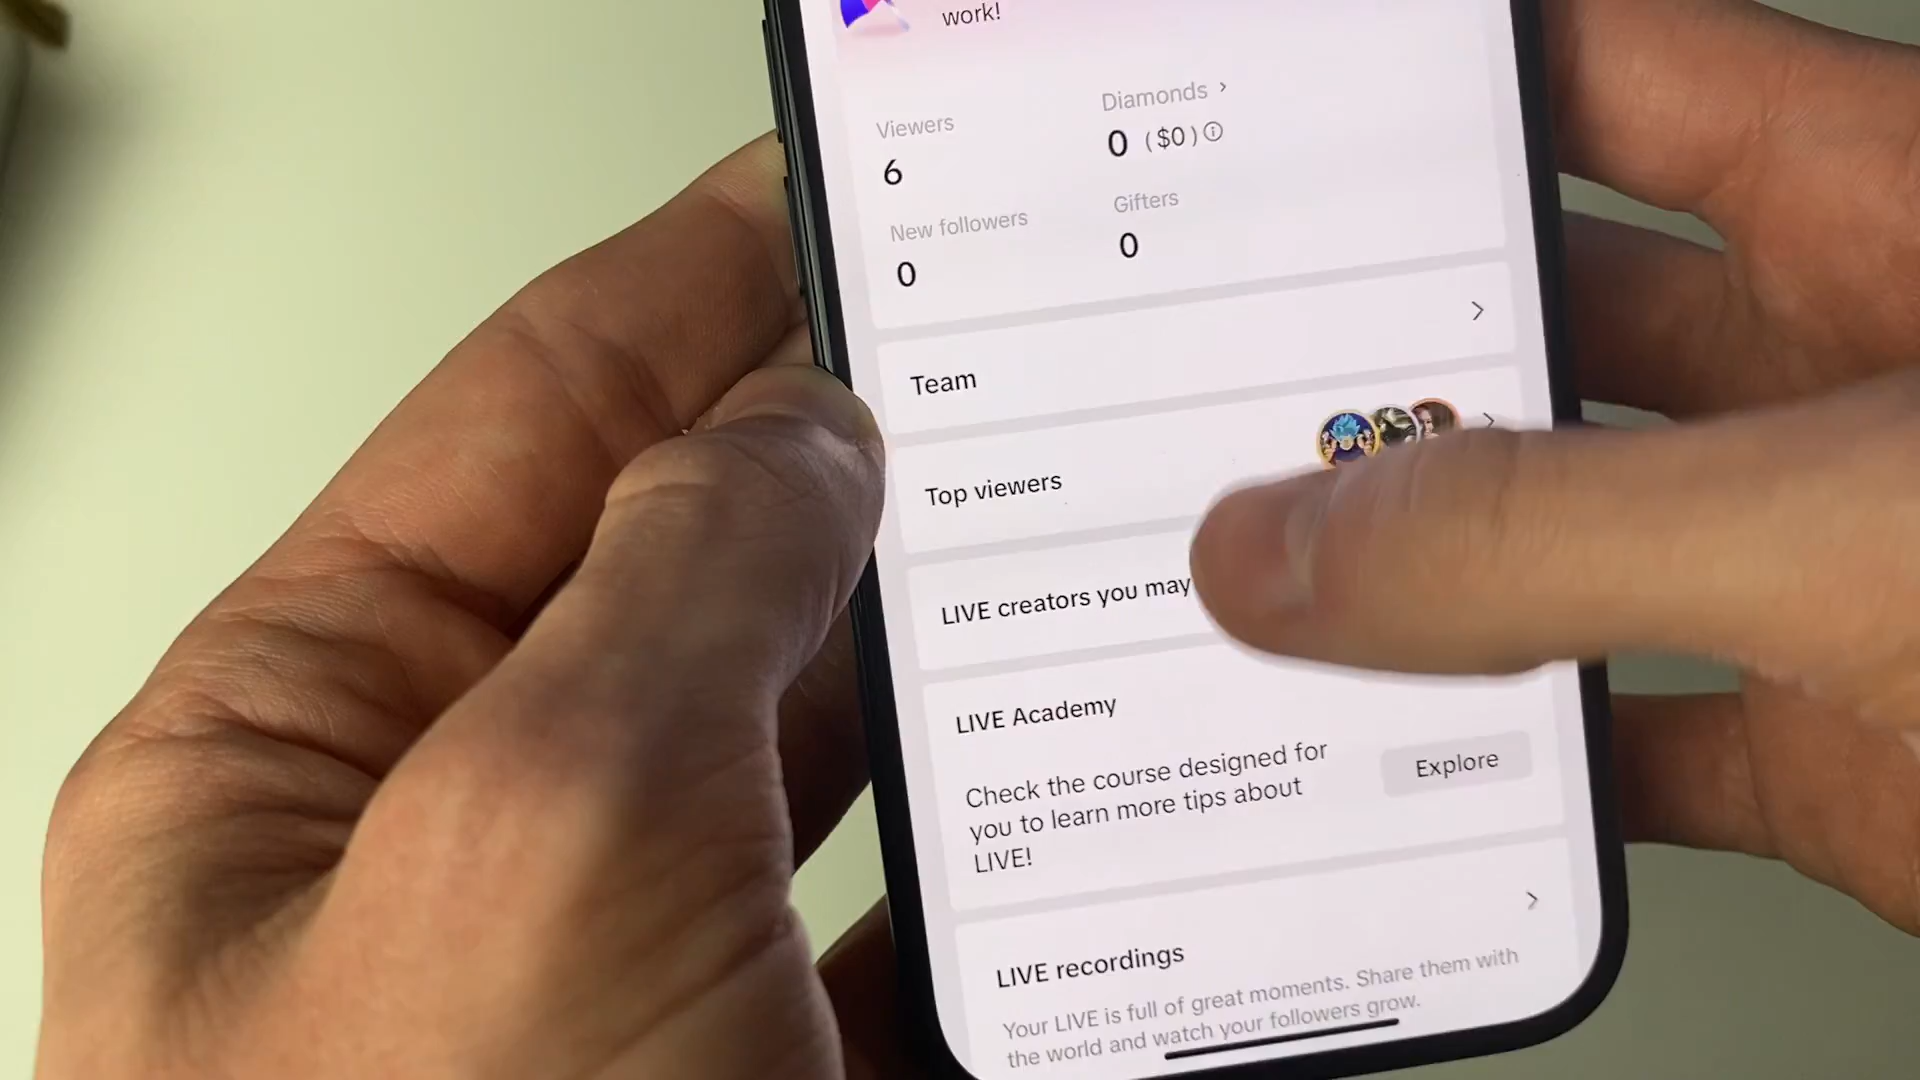 work!
Viewers
6
Diamonds >
0 ($0)
New followers
0
Gifters
0
Team
Top viewers
LIVE creators you may
LIVE Academy
Check the course designed for
you to learn more tips about
LIVE!
Explore
LIVE recordings
Your LIVE is full of great moments. Share them with
the world and watch your followers grow.